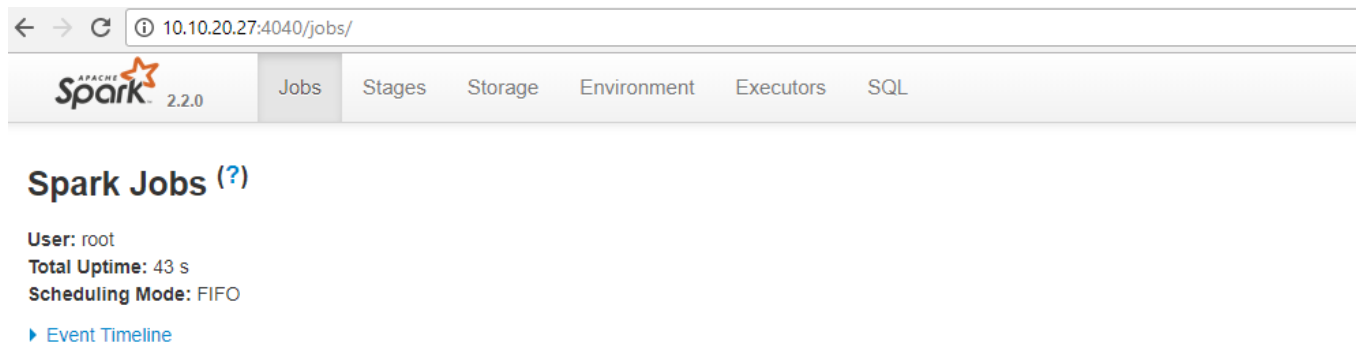 10.10.20.27:4040/jobs/
APACHE
Spark™ 2.2.0 Jobs Stages Storage Environment Executors SQL
Spark Jobs (?)
User: root
Total Uptime: 43 s
Scheduling Mode: FIFO
Event Timeline